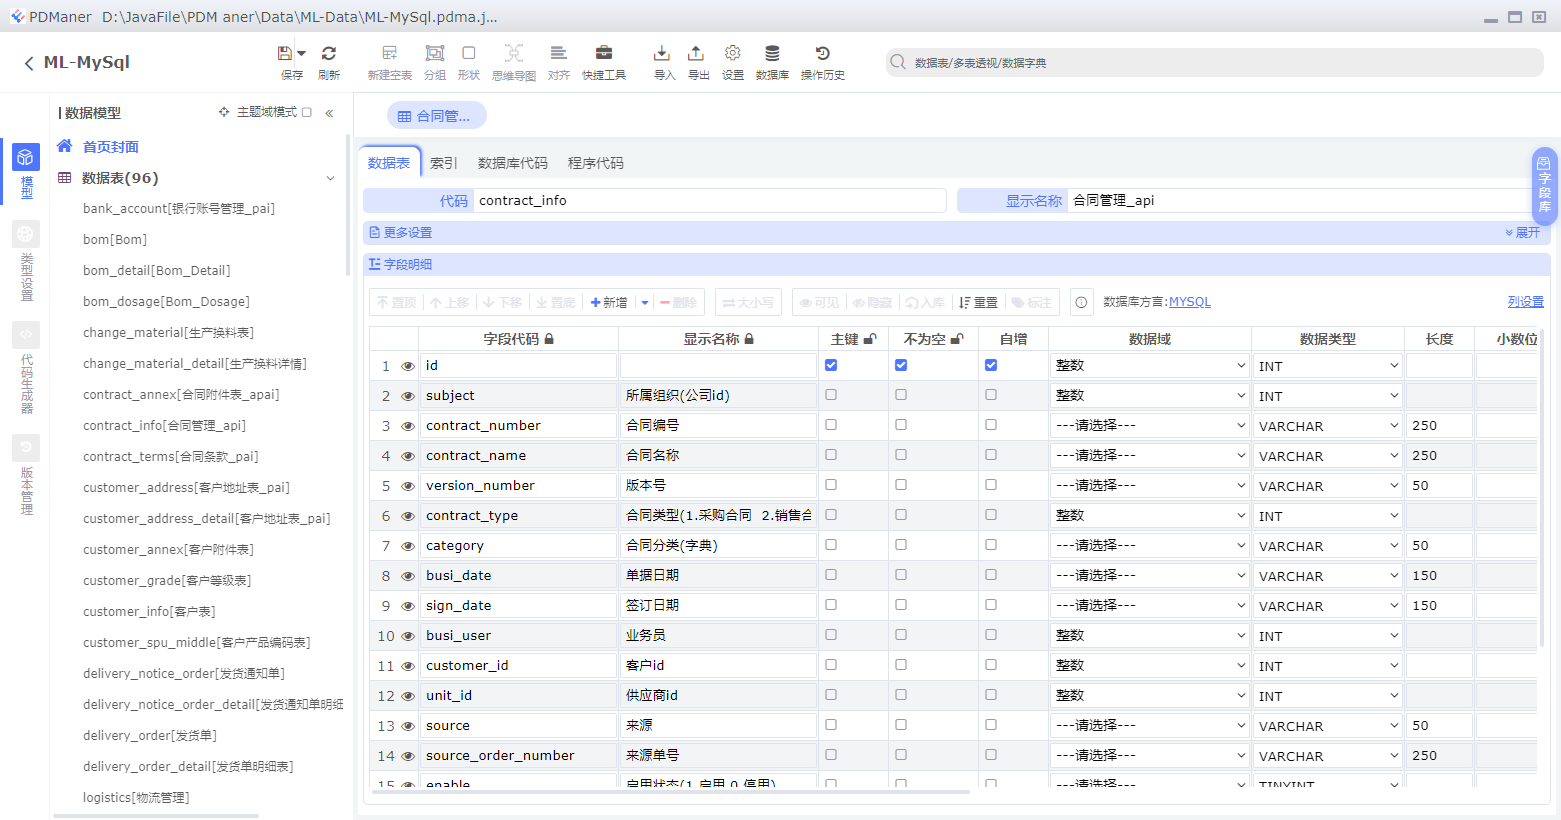 PDManer D:\JavaFile\PDM aner\Data\ML-Data\ML-MySql.pdma.j...
ML-MySql
保存
刷新
新建空表
分组
形状
思维导图
对齐
快捷工具
导入
导出
设置
数据库
操作历史
数据表/多表透视/数据字典
模型
类型设置
代码生成器
版本管理
数据模型
主题域模式
首页封面
数据表(96)
bank_account[银行账号管理_pai]
bom[Bom]
bom_detail[Bom_Detail]
bom_dosage[Bom_Dosage]
change_material[生产换料表]
change_material_detail[生产换料详情]
contract_annex[合同附件表_apai]
contract_info[合同管理_api]
contract_terms[合同条款_pai]
customer_address[客户地址表_pai]
customer_address_detail[客户地址表_pai]
customer_annex[客户附件表]
customer_grade[客户等级表]
customer_info[客户表]
customer_spu_middle[客户产品编码表]
delivery_notice_order[发货通知单]
delivery_notice_order_detail[发货通知单明细
delivery_order[发货单]
delivery_order_detail[发货单明细表]
logistics[物流管理]
合同管...
数据表 索引 数据库代码 程序代码
代码 contract_info 显示名称 合同管理_api
更多设置 展开
字段库
字段明细
置顶 上移 下移 置底 新增 删除 大小写 可见 隐藏 入库 重置 标注 数据库方言:MYSQL 列设置
字段代码 显示名称 主键 不为空 自增 数据域 数据类型 长度 小数位
1 id 整数 INT
2 subject 所属组织(公司id) 整数 INT
3 contract_number 合同编号 ---请选择--- VARCHAR 250
4 contract_name 合同名称 ---请选择--- VARCHAR 250
5 version_number 版本号 ---请选择--- VARCHAR 50
6 contract_type 合同类型(1.采购合同 2.销售合 整数 INT
7 category 合同分类(字典) ---请选择--- VARCHAR 50
8 busi_date 单据日期 ---请选择--- VARCHAR 150
9 sign_date 签订日期 ---请选择--- VARCHAR 150
10 busi_user 业务员 整数 INT
11 customer_id 客户id 整数 INT
12 unit_id 供应商id 整数 INT
13 source 来源 ---请选择--- VARCHAR 50
14 source_order_number 来源单号 ---请选择--- VARCHAR 250
15 enable 启用状态(1.启用 0.停用) ---请选择--- TINYINT